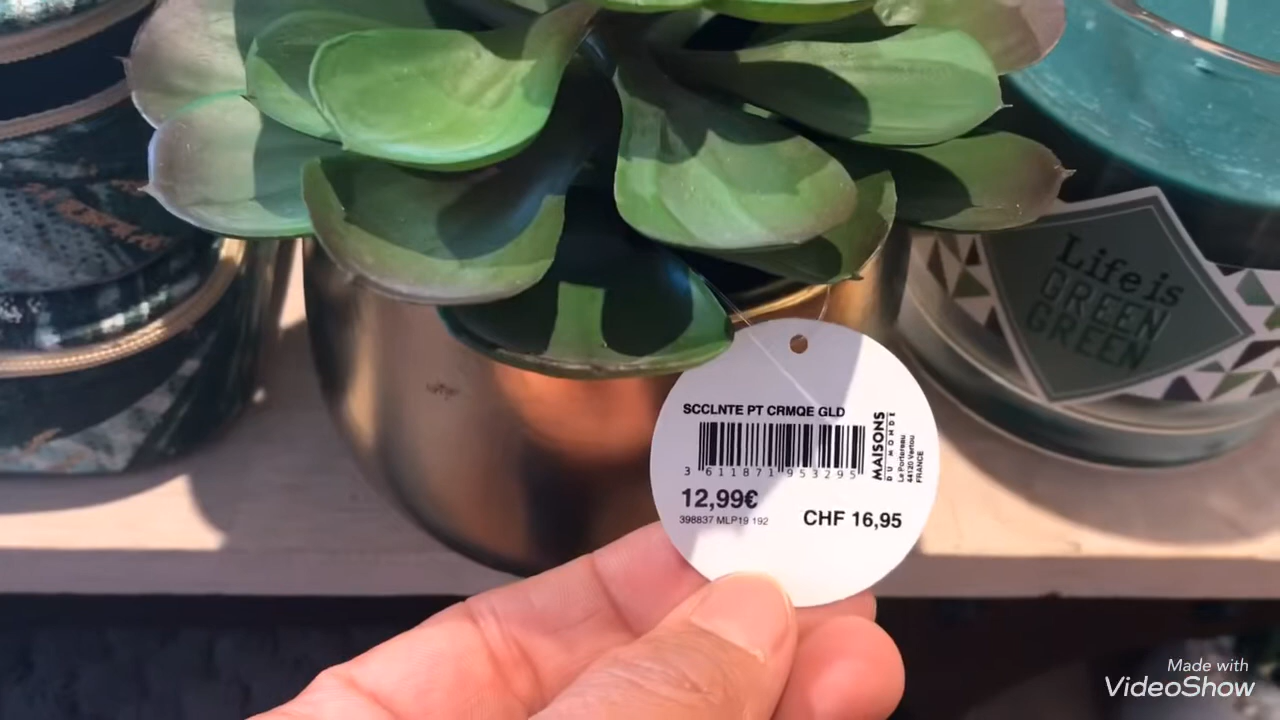 Life is
GREEN
GREEN
SCCLNTE PT CRMQE GLD
3 611871 953295
MAISONS
DU MONDE
Le Portereau
44120 Vertou
FRANCE
12,99€
398837 MLP19 192
CHF 16,95
Made with
VideoShow